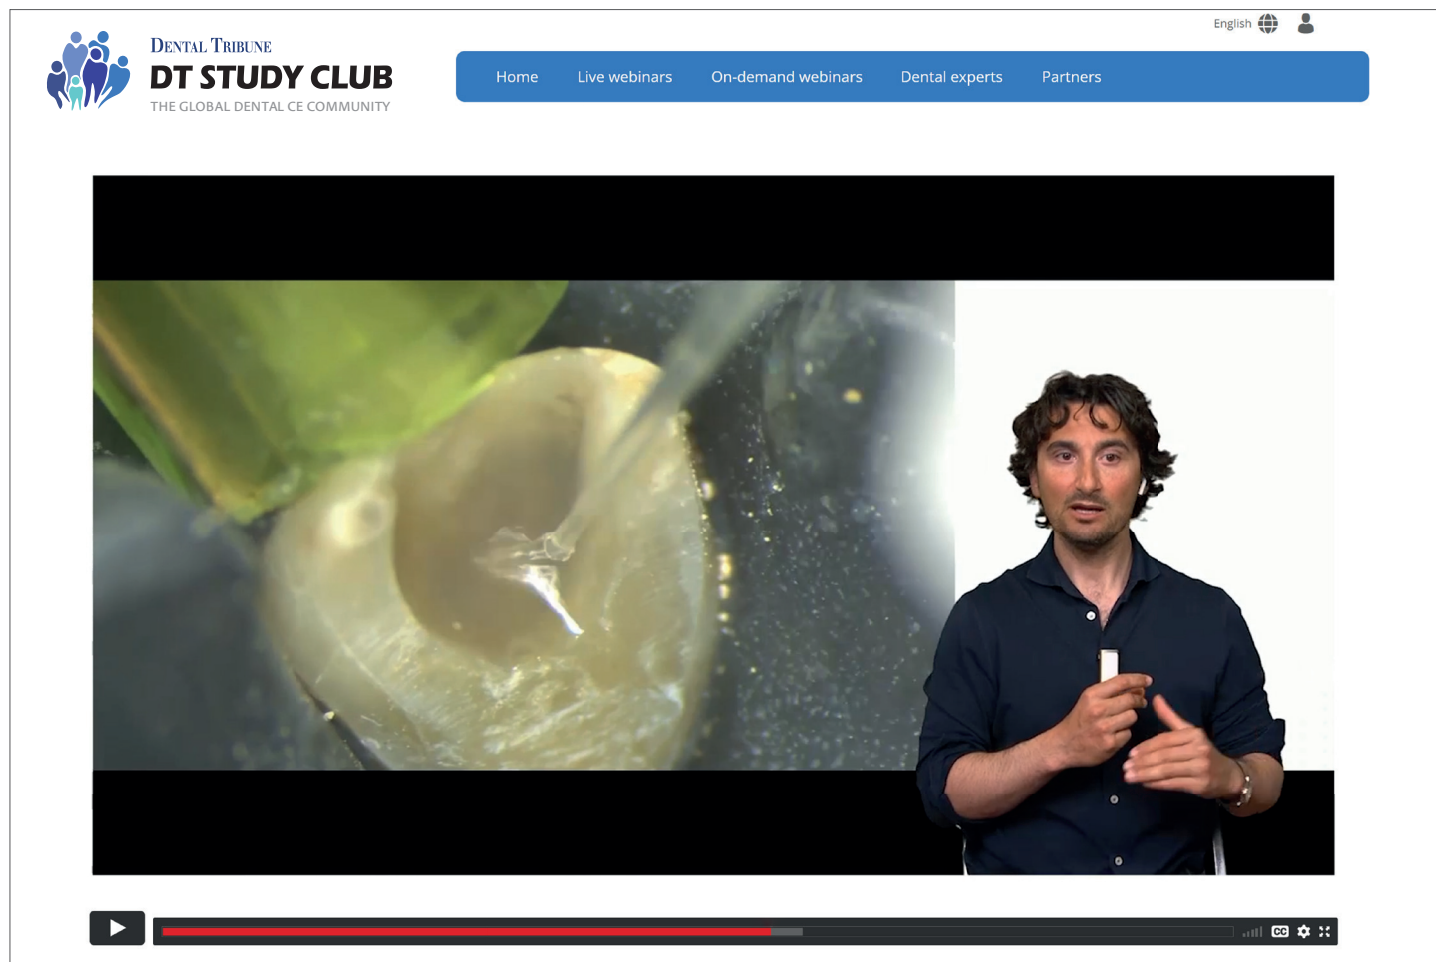 English
DENTAL TRIBUNE
DT STUDY CLUB
THE GLOBAL DENTAL CE COMMUNITY
Home Live webinars On-demand webinars Dental experts Partners
CC